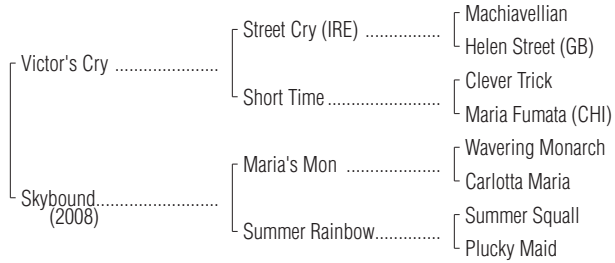 Machiavellian
Street Cry (IRE) ..................
Helen Street (GB)
Victor's Cry .........................
Clever Trick
Short Time ...........................
Maria Fumata (CHI)
Wavering Monarch
Maria's Mon ......................
Carlotta Maria
Skybound.............................
(2008)
Summer Squall
Summer Rainbow...............
Plucky Maid